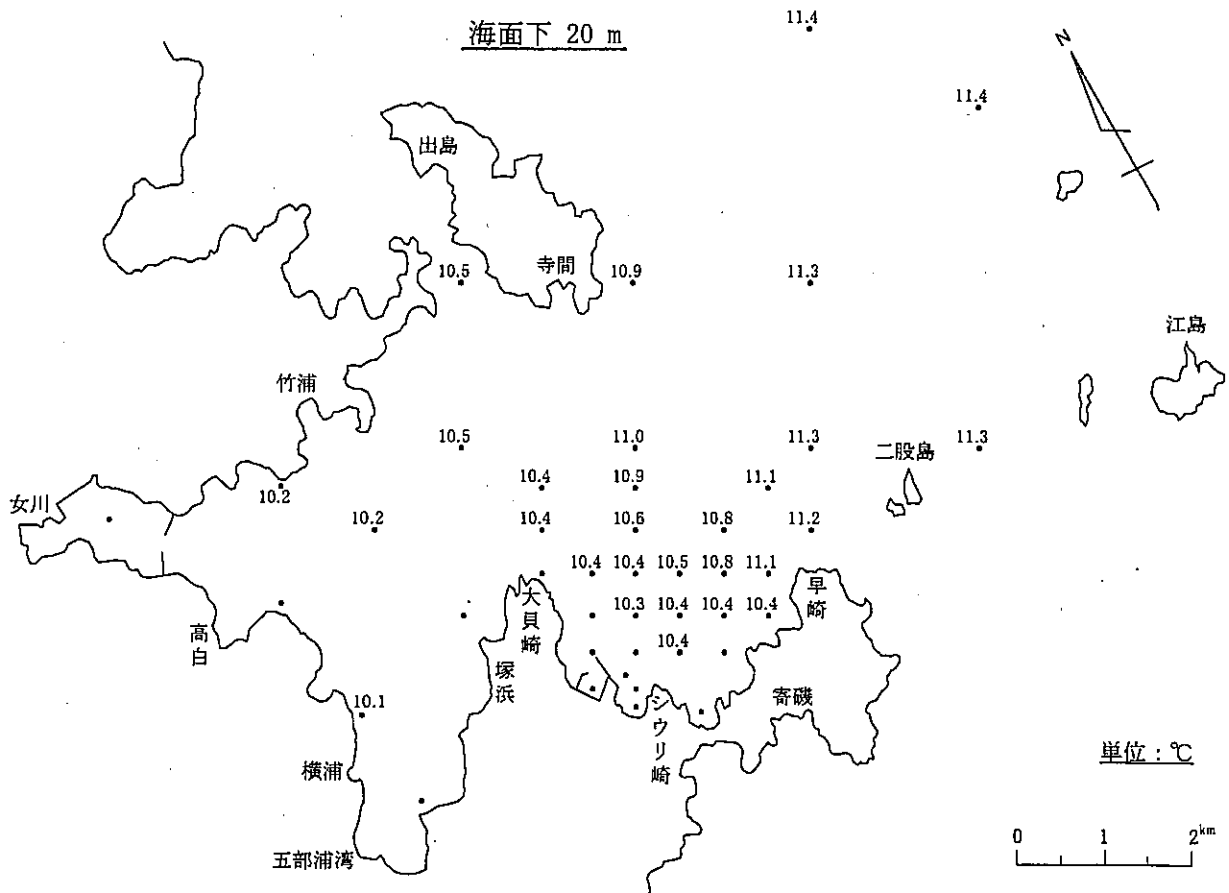 海面下 20 m
11.4
N
11.4
出島
10.5
寺間
10.9
11.3
江島
竹浦
10.5
11.0
11.3
二股島
11.3
女川
10.2
10.4
10.9
11.1
10.2
10.4
10.6
10.8
11.2
10.4
10.4
10.5
10.8
11.1
早崎
大貝崎
10.3
10.4
10.4
10.4
高白
塚浜
10.4
寄磯
シウリ崎
10.1
横浦
単位:℃
五部浦湾
0 1 2km